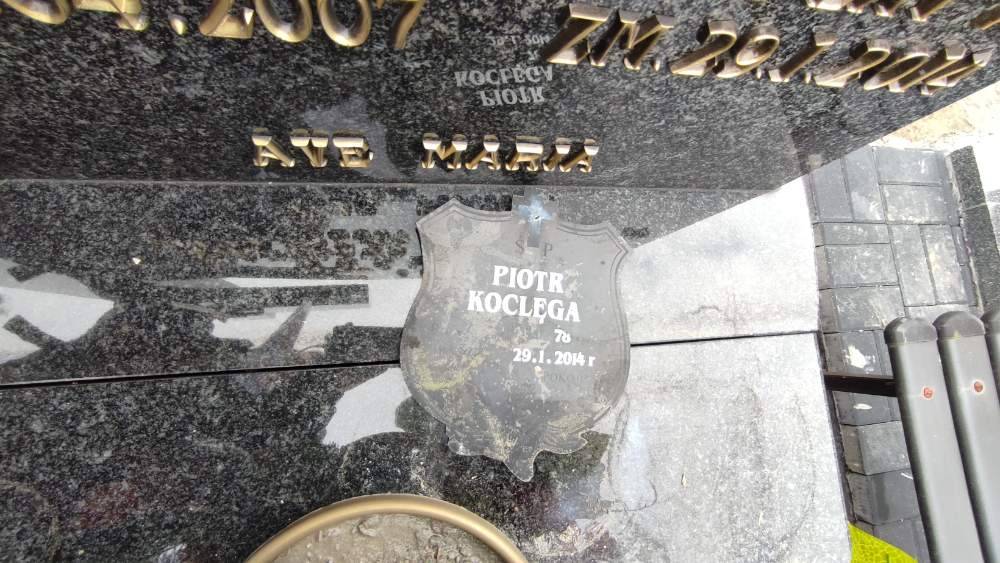 2007
ZM. 29.1.2014
AVE MARIA
Ś P
PIOTR
KOCLĘGA
78
29.1.2014 r